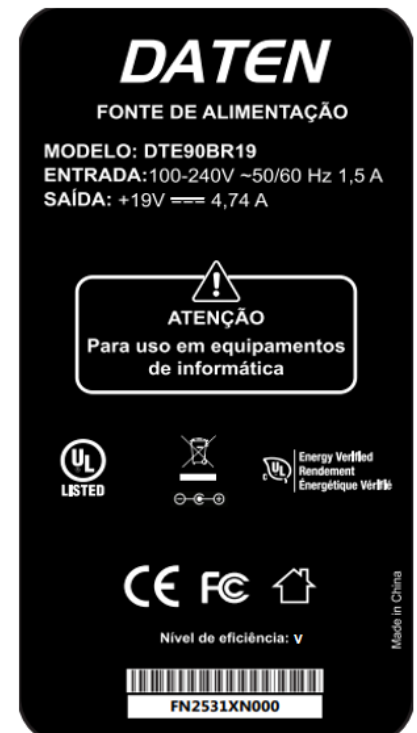 DATEN
FONTE DE ALIMENTAÇÃO
MODELO: DTE90BR19
ENTRADA:100-240V ~50/60 Hz 1,5 A
SAÍDA: +19V ⎓ 4,74 A
ATENÇÃO
Para uso em equipamentos
de informática
UL
LISTED
UL
Energy Verified
Rendement
Énergétique Vérifié
CE FC
Made in China
Nível de eficiência: V
FN2531XN000